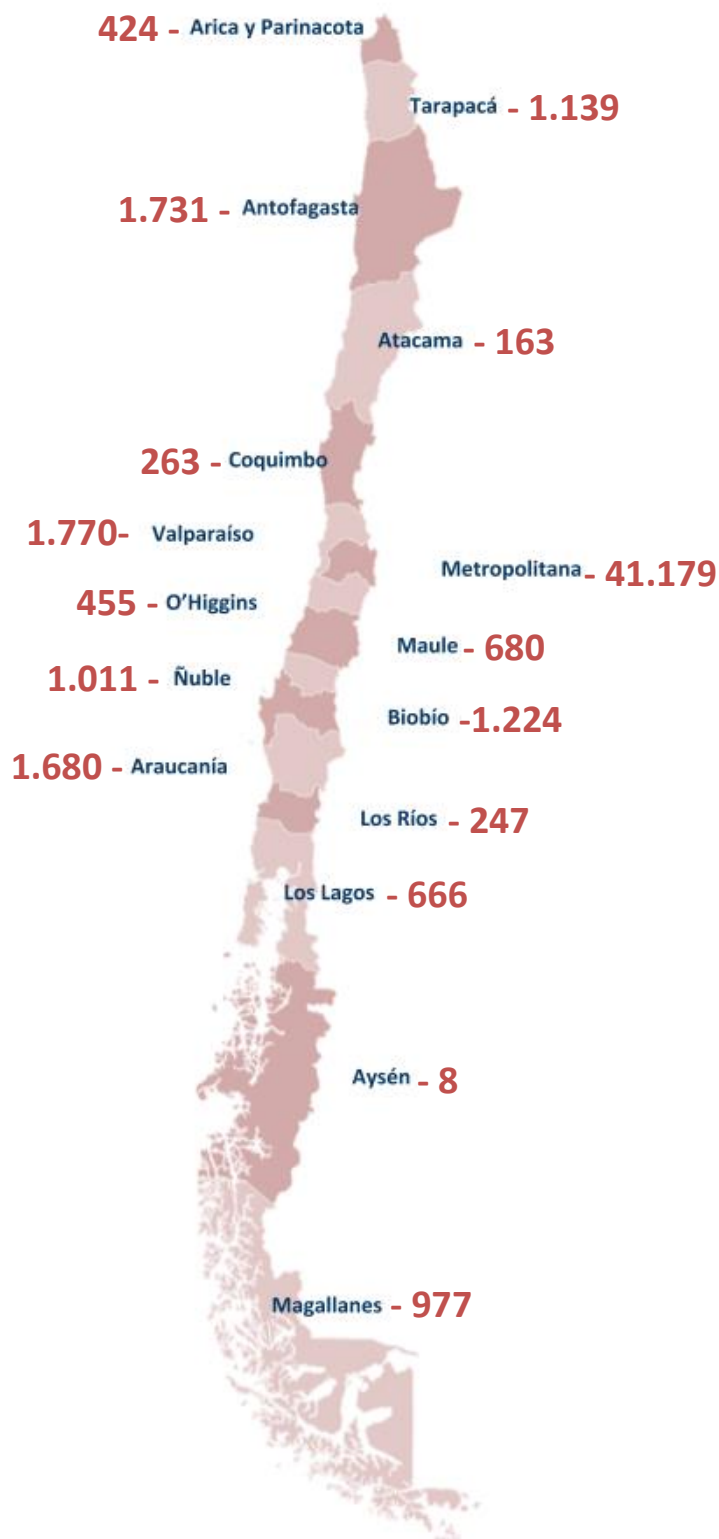 424 - Arica y Parinacota
Tarapacá - 1.139
1.731 - Antofagasta
Atacama - 163
263 - Coquimbo
1.770- Valparaíso
Metropolitana - 41.179
455 - O’Higgins
Maule - 680
1.011 - Ñuble
Biobío -1.224
1.680 - Araucanía
Los Ríos - 247
Los Lagos - 666
Aysén - 8
Magallanes - 977